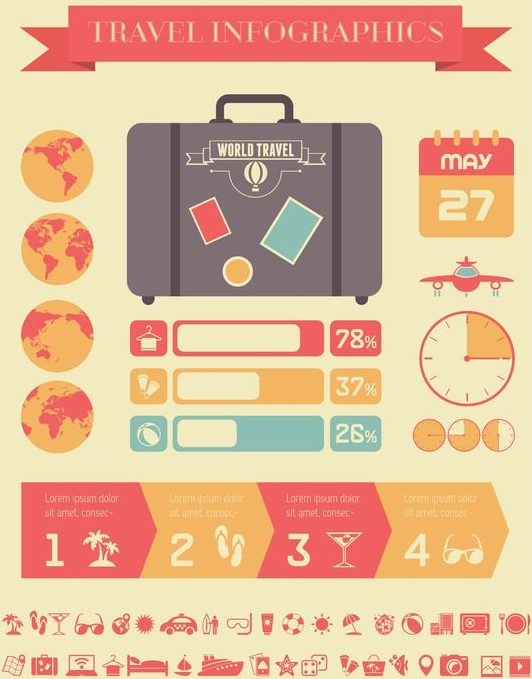 TRAVEL INFOGRAPHICS
WORLD TRAVEL
MAY
27
78%
37%
26%
Lorem ipsum dolor
sit amet, consec-
1
Lorem ipsum dolor
sit amet, consec-
2
Lorem ipsum dolor
sit amet, consec-
3
Lorem ipsum dolor
sit amet, consec-
4